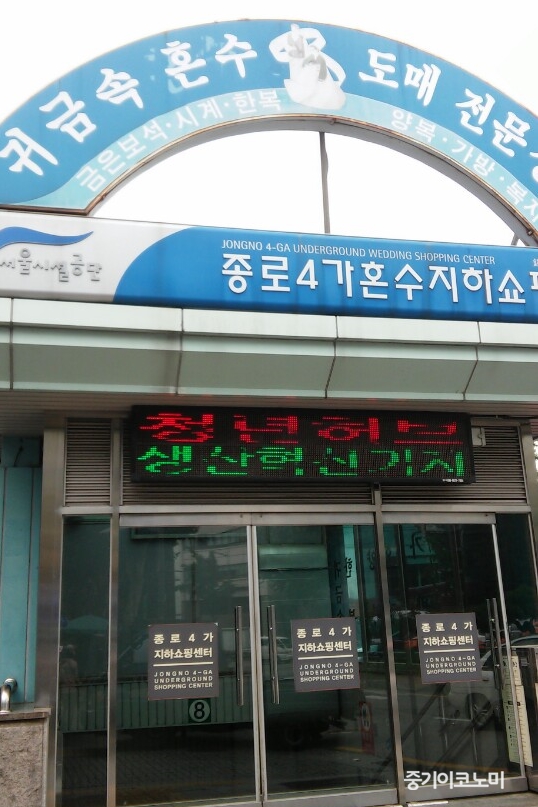 귀금속 혼수 도매 전문
금은보석·시계·한복 양복·가방·복지
서울시설공단
JONGNO 4-GA UNDERGROUND WEDDING SHOPPING CENTER
종로4가혼수지하쇼핑
청년허브
생산혁신기지
종로 4가
지하쇼핑센터
JONGNO 4-GA
UNDERGROUND
SHOPPING CENTER
종로 4가
지하쇼핑센터
JONGNO 4-GA
UNDERGROUND
SHOPPING CENTER
종로 4가
지하쇼핑센터
JONGNO 4-GA
UNDERGROUND
SHOPPING CENTER
8
중기이코노미